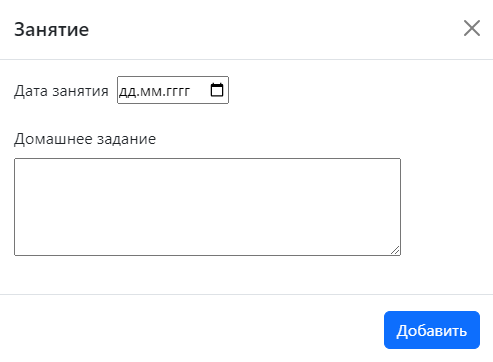 Занятие
Дата занятия дд.мм.гггг
Домашнее задание
Добавить